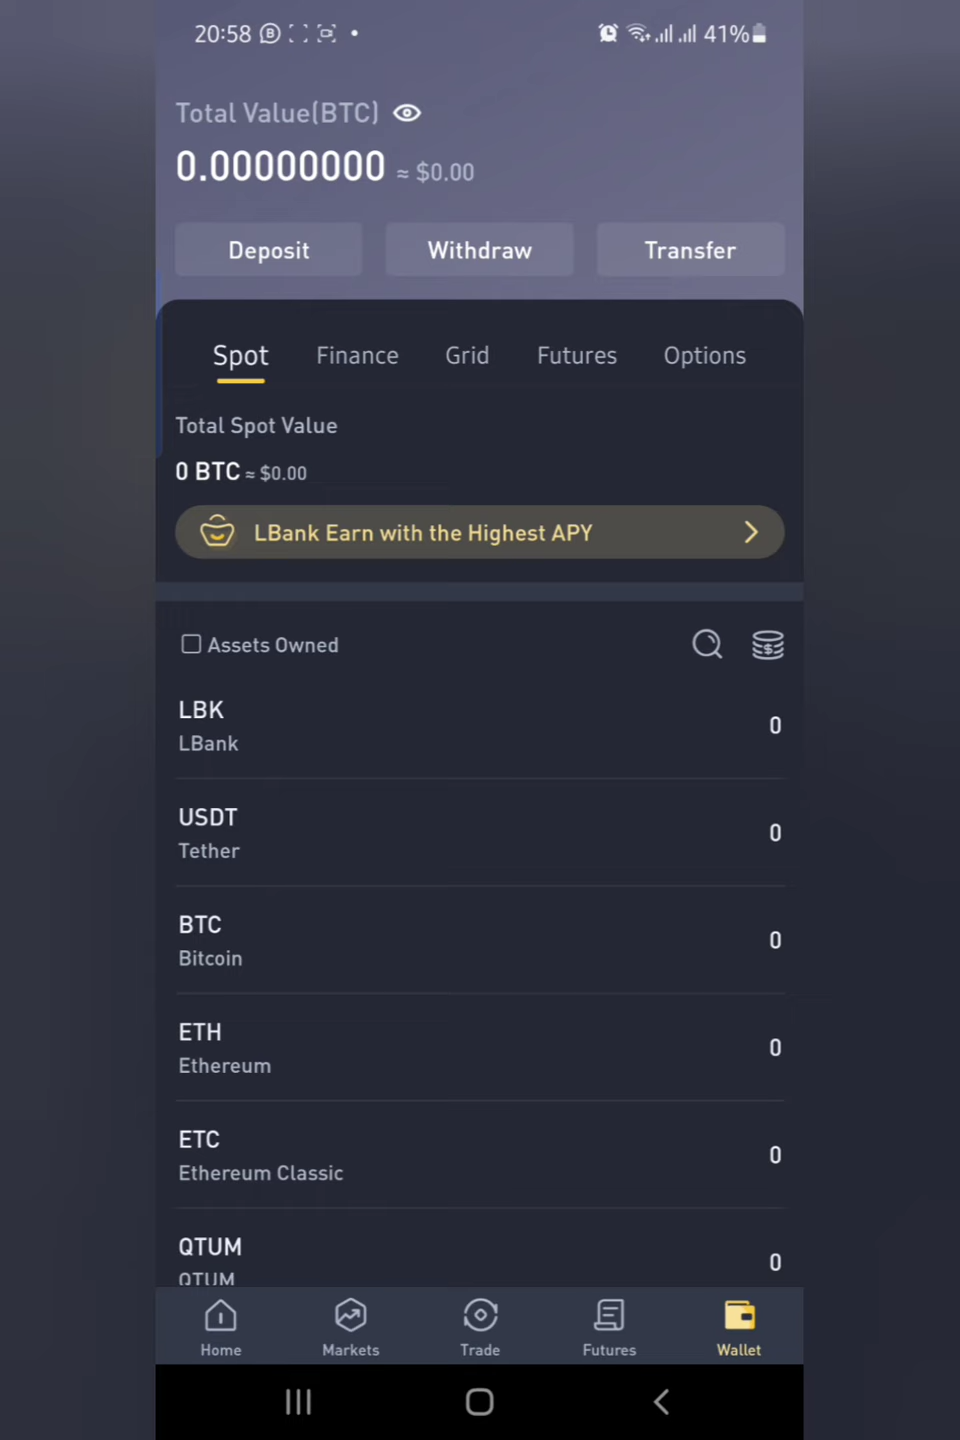 20:58 41%
Total Value(BTC)
0.00000000 ≈ $0.00
Deposit Withdraw Transfer
Spot Finance Grid Futures Options
Total Spot Value
0 BTC ≈ $0.00
LBank Earn with the Highest APY
Assets Owned
LBK
0
LBank
USDT
0
Tether
BTC
0
Bitcoin
ETH
0
Ethereum
ETC
0
Ethereum Classic
QTUM
0
QTUM
Home Markets Trade Futures Wallet